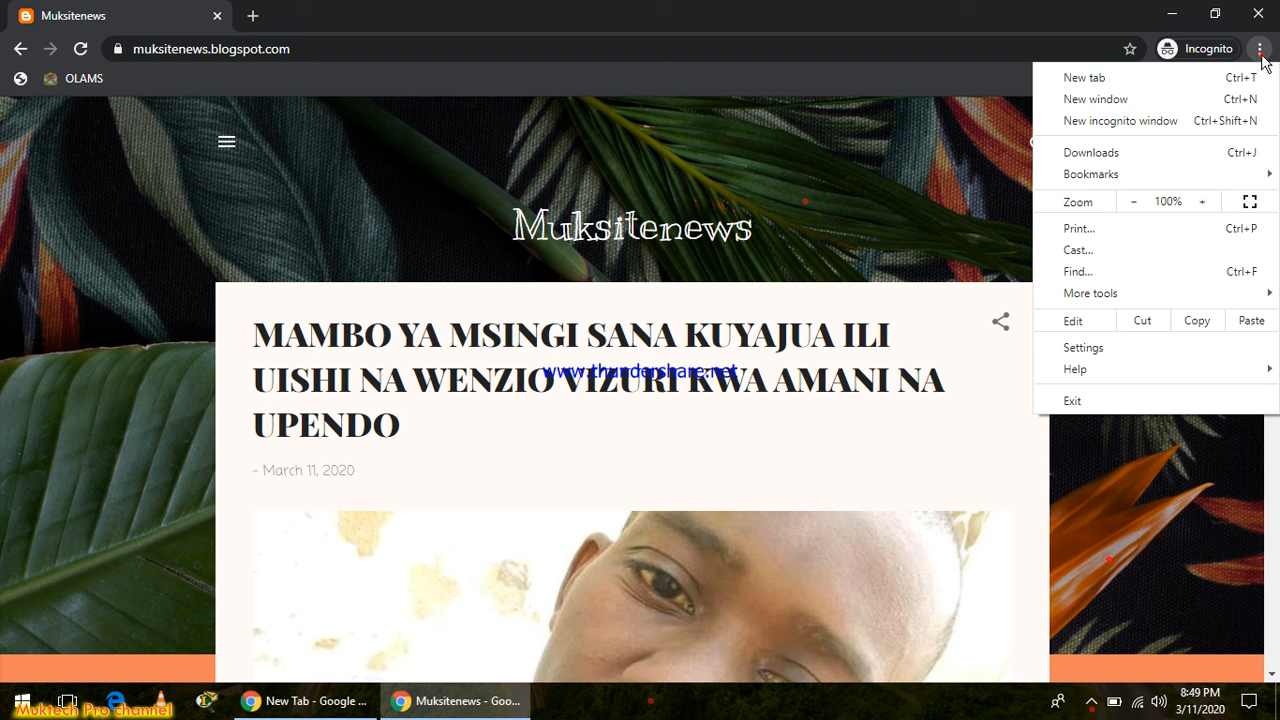 Muksitenews
muksitenews.blogspot.com
Incognito
OLAMS
New tab Ctrl+T
New window Ctrl+N
New incognito window Ctrl+Shift+N
Downloads Ctrl+J
Bookmarks
Zoom - 100% +
Print... Ctrl+P
Cast...
Find... Ctrl+F
More tools
Edit Cut Copy Paste
Settings
Help
Exit
Muksitenews
MAMBO YA MSINGI SANA KUYAJUA ILI
UISHI NA WENZIO VIZURI KWA AMANI NA
UPENDO
www.thundershare.net
- March 11, 2020
New Tab - Google ...
Muksitenews - Goo...
8:49 PM
3/11/2020
Muktech Pro channel